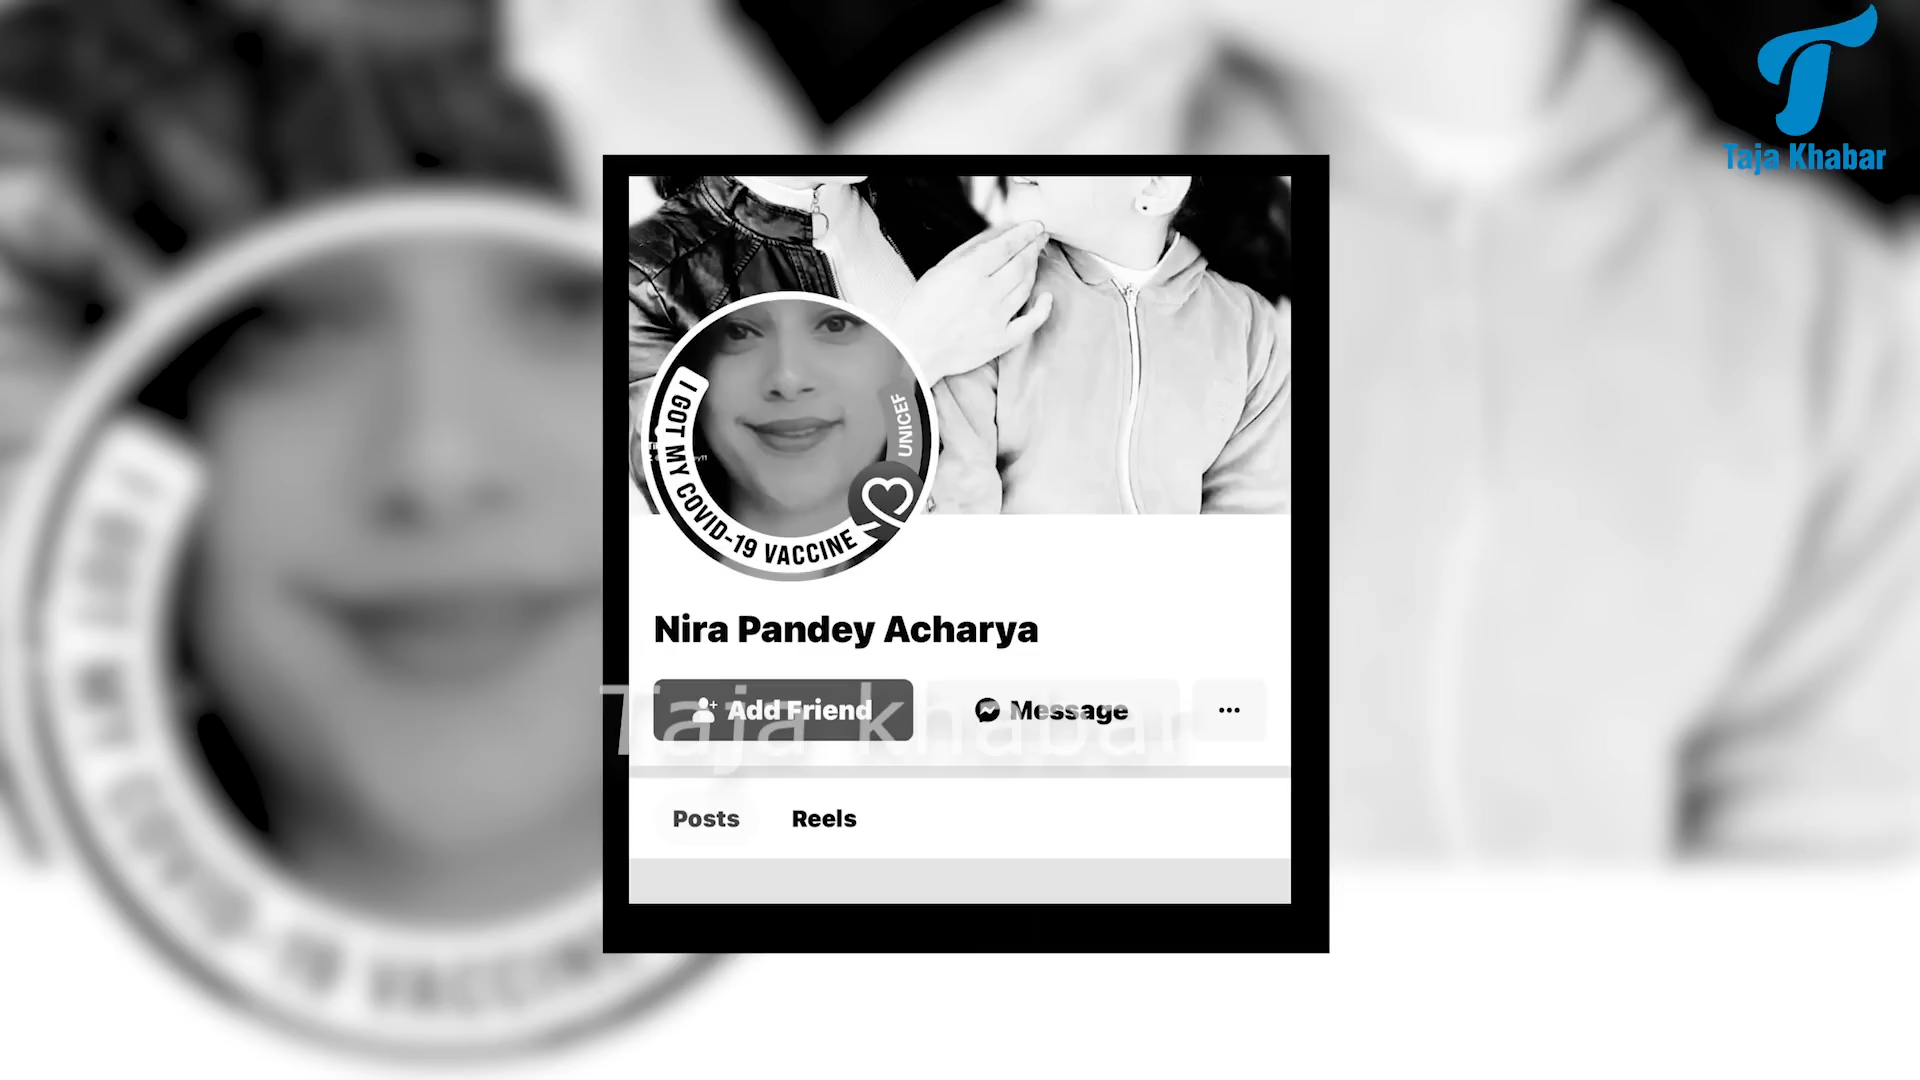 Taja Khabar
I GOT MY COVID-19 VACCINE
UNICEF
Nira Pandey Acharya
Add Friend
Message
Taja khabar
Posts
Reels